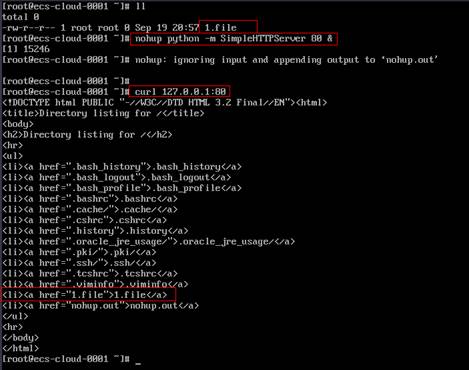 [root@ecs-cloud-0001 ~]# ll
total 0
-rw-r--r-- 1 root root 0 Sep 19 20:57 1.file
[root@ecs-cloud-0001 ~]# nohup python -m SimpleHTTPServer 80 &
[1] 15246
[root@ecs-cloud-0001 ~]# nohup: ignoring input and appending output to ‘nohup.out’

[root@ecs-cloud-0001 ~]#
[root@ecs-cloud-0001 ~]# curl 127.0.0.1:80
<!DOCTYPE html PUBLIC "-//W3C//DTD HTML 3.2 Final//EN"><html>
<title>Directory listing for /</title>
<body>
<h2>Directory listing for /</h2>
<hr>
<ul>
<li><a href=".bash_history">.bash_history</a>
<li><a href=".bash_logout">.bash_logout</a>
<li><a href=".bash_profile">.bash_profile</a>
<li><a href=".bashrc">.bashrc</a>
<li><a href=".cache/">.cache/</a>
<li><a href=".cshrc">.cshrc</a>
<li><a href=".history">.history</a>
<li><a href=".oracle_jre_usage/">.oracle_jre_usage/</a>
<li><a href=".pki/">.pki/</a>
<li><a href=".ssh/">.ssh/</a>
<li><a href=".tcshrc">.tcshrc</a>
<li><a href=".viminfo">.viminfo</a>
<li><a href="1.file">1.file</a>
<li><a href="nohup.out">nohup.out</a>
</ul>
<hr>
</body>
</html>
[root@ecs-cloud-0001 ~]# _